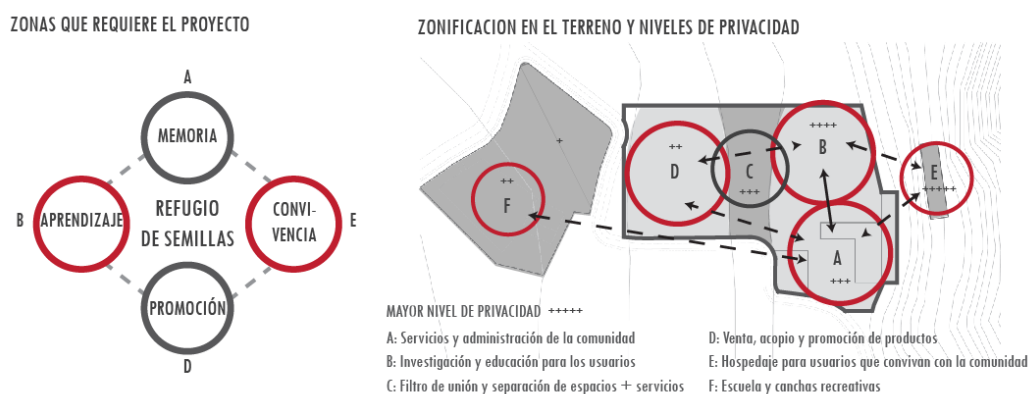 ZONAS QUE REQUIERE EL PROYECTO
A
MEMORIA
B
APRENDIZAJE
REFUGIO
DE SEMILLAS
CONVI-
VENCIA
E
PROMOCIÓN
D
ZONIFICACION EN EL TERRENO Y NIVELES DE PRIVACIDAD
+
++
F
++
D
C
+++
++++
B
E
+++++
A
+++
MAYOR NIVEL DE PRIVACIDAD +++++
A: Servicios y administración de la comunidad
B: Investigación y educación para los usuarios
C: Filtro de unión y separación de espacios + servicios
D: Venta, acopio y promoción de productos
E: Hospedaje para usuarios que convivan con la comunidad
F: Escuela y canchas recreativas